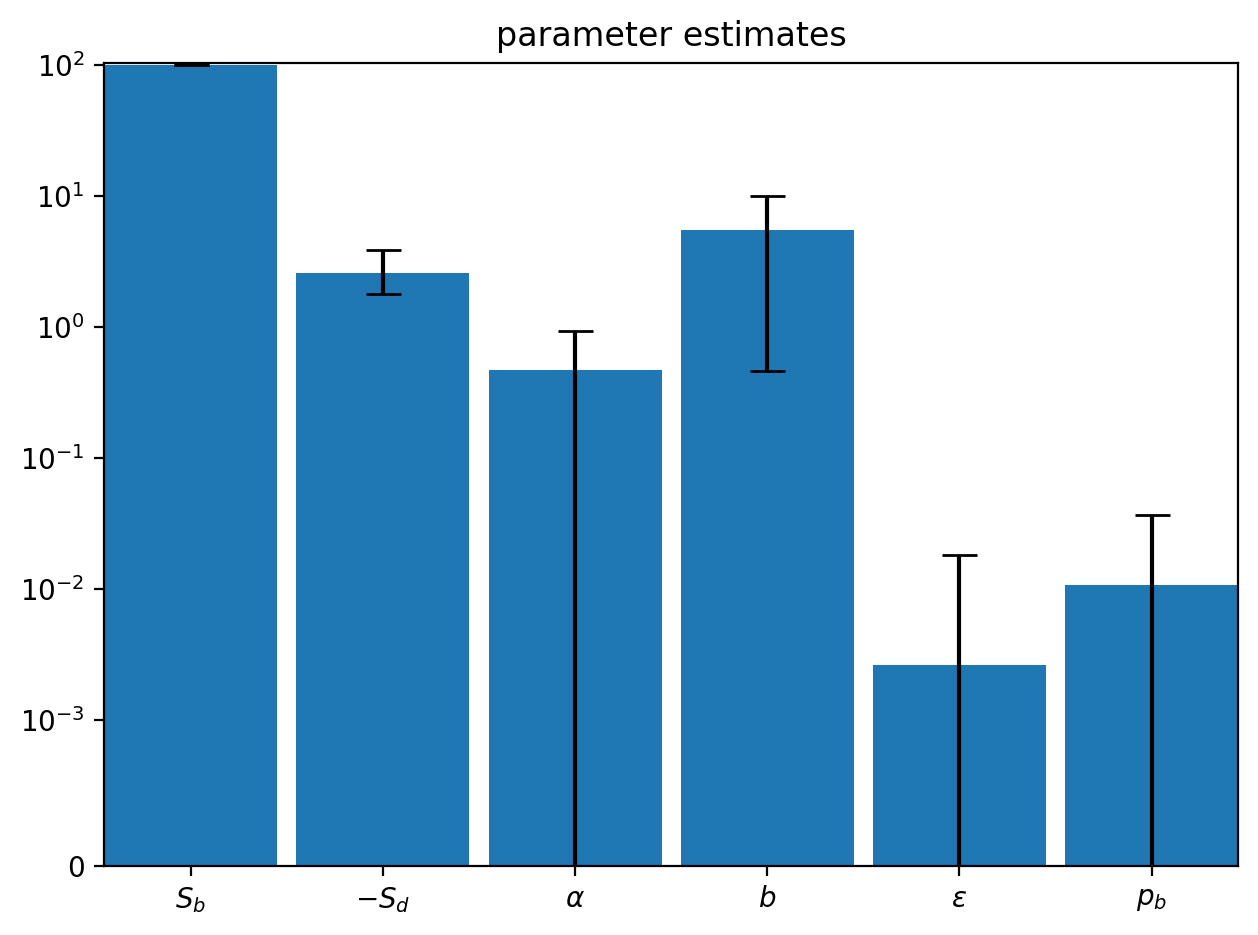 parameter estimates
10²
10¹
10⁰
10⁻¹
10⁻²
10⁻³
0
S_b
−S_d
α
b
ε
p_b